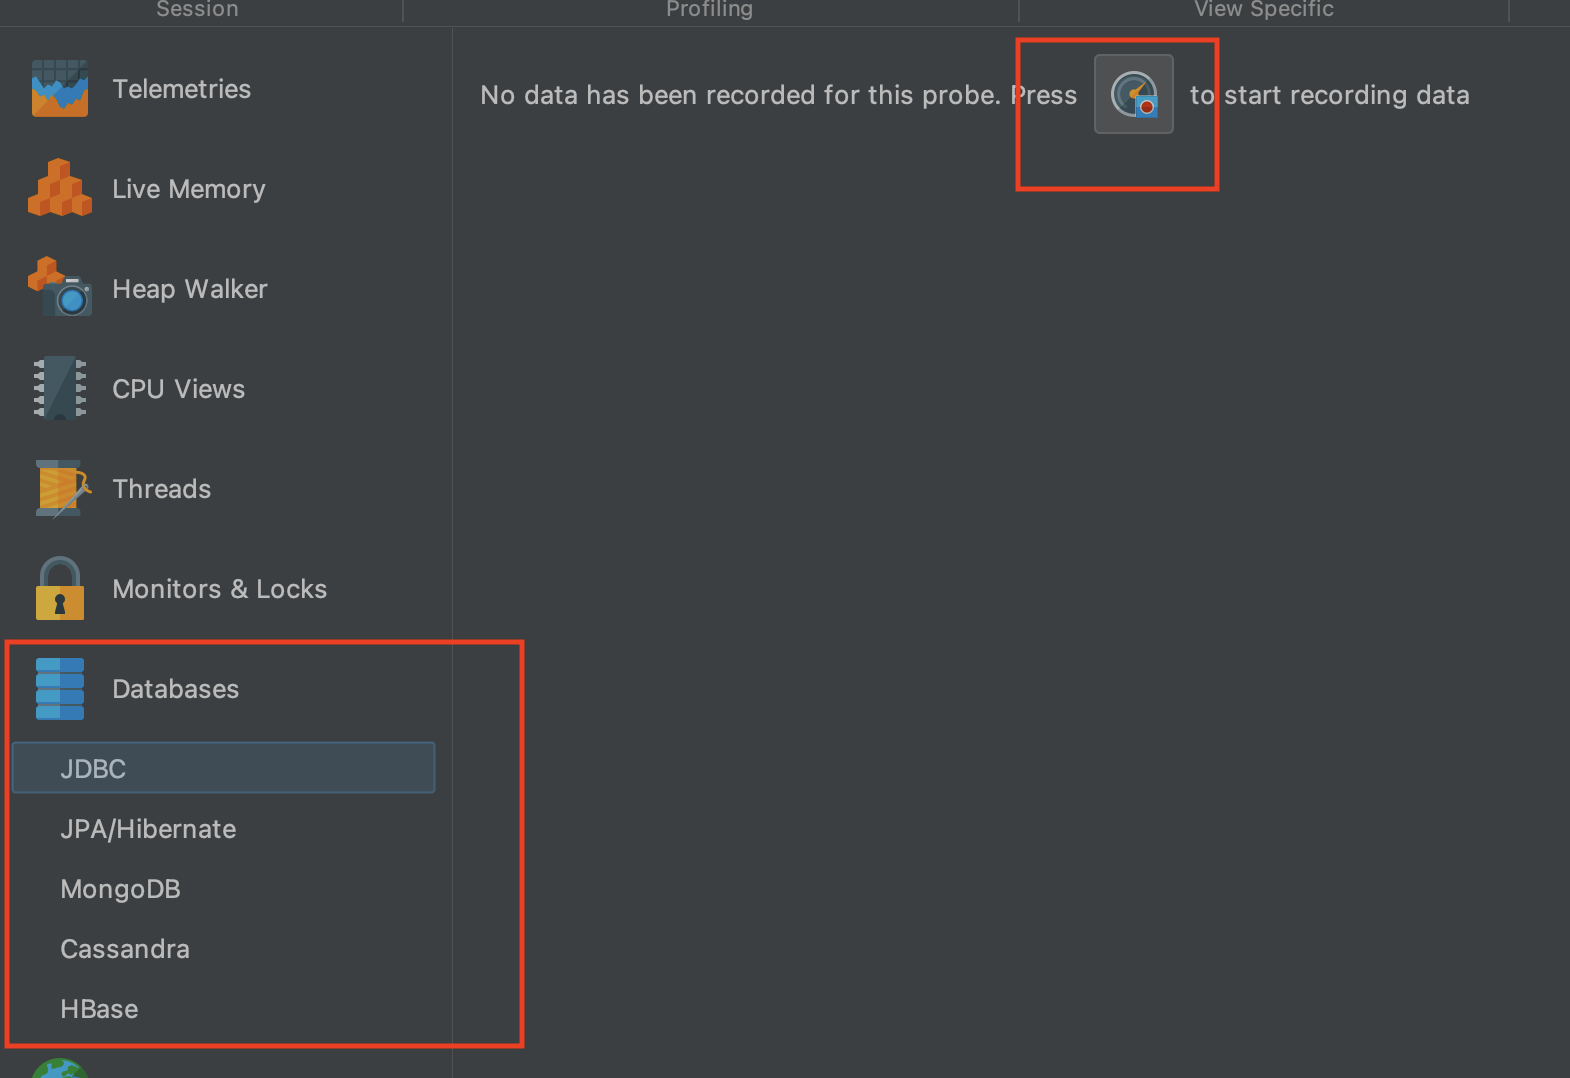 Session
Profiling
View Specific
Telemetries
Live Memory
Heap Walker
CPU Views
Threads
Monitors & Locks
Databases
JDBC
JPA/Hibernate
MongoDB
Cassandra
HBase
No data has been recorded for this probe. Press to start recording data